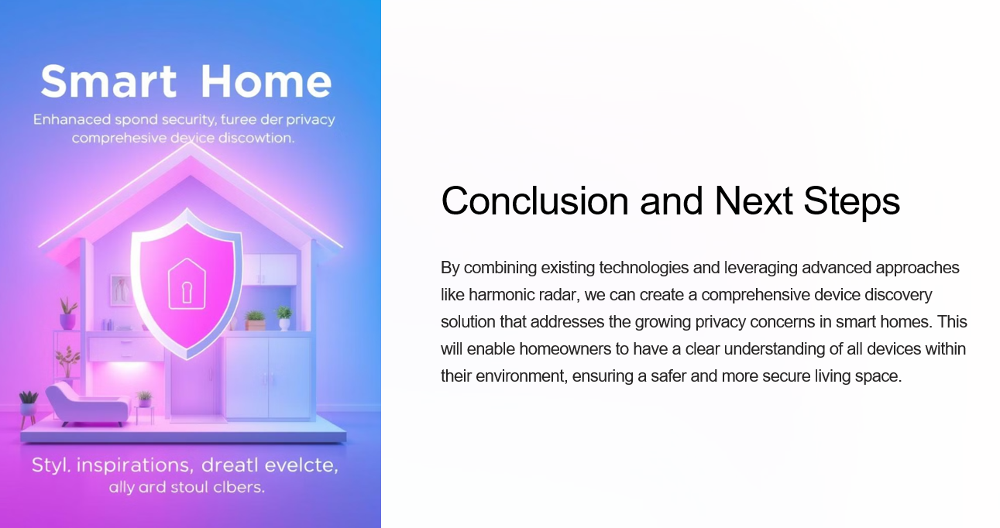 Smart Home
Enhanaced spond security, turee der privacy
comprehesive device discowtion.
Styl. inspirations, dreatl evelcte,
ally ard stoul clbers.
Conclusion and Next Steps
By combining existing technologies and leveraging advanced approaches
like harmonic radar, we can create a comprehensive device discovery
solution that addresses the growing privacy concerns in smart homes. This
will enable homeowners to have a clear understanding of all devices within
their environment, ensuring a safer and more secure living space.